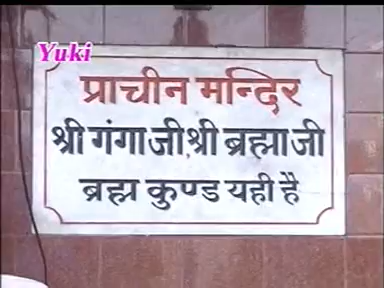 Yuki
प्राचीन मन्दिर
श्री गंगा जी श्री ब्रह्मा जी
ब्रह्म कुण्ड यही है